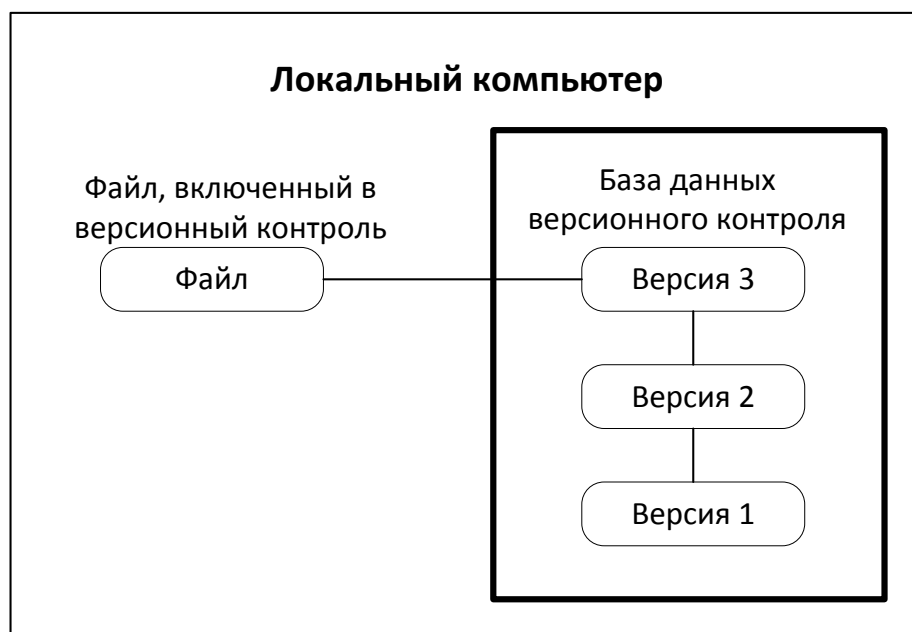 Локальный компьютер
Файл, включенный в
версионный контроль
Файл
База данных
версионного контроля
Версия 3
Версия 2
Версия 1